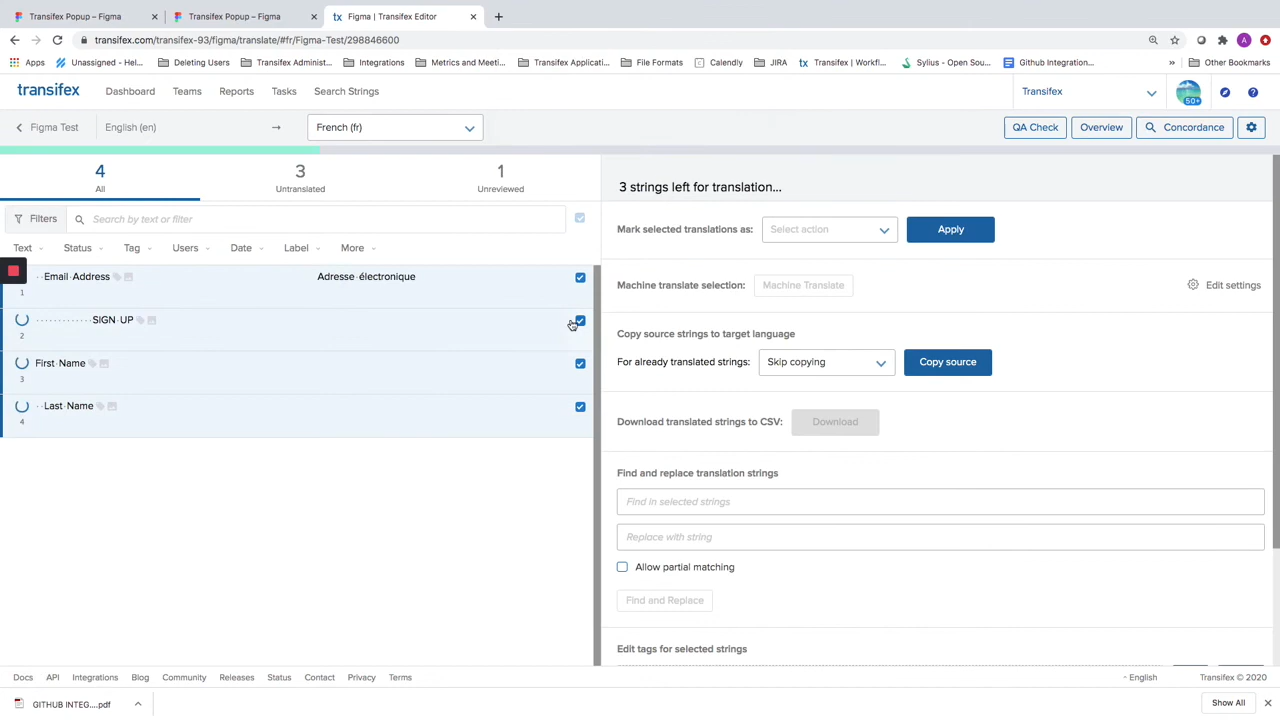 Transifex Popup – Figma
Transifex Popup – Figma
tx Figma | Transifex Editor
transifex.com/transifex-93/figma/translate/#fr/Figma-Test/298846600
A
Apps
Unassigned - Hel...
Deleting Users
Transifex Administ...
Integrations
Metrics and Meeti...
Transifex Applicati...
File Formats
Calendly
JIRA
tx Transifex | Workfl...
Sylius - Open Sou...
Github Integration...
»
Other Bookmarks
transifex
Dashboard
Teams
Reports
Tasks
Search Strings
Transifex
50+
?
Figma Test
English (en)
→
French (fr)
QA Check
Overview
Concordance
4
All
3
Untranslated
1
Unreviewed
3 strings left for translation...
Filters
Search by text or filter
Mark selected translations as:
Select action
Apply
Text
Status
Tag
Users
Date
Label
More
··Email·Address
Adresse·électronique
1
Machine translate selection:
Machine Translate
Edit settings
·············SIGN·UP
2
Copy source strings to target language
For already translated strings:
Skip copying
Copy source
First·Name
3
··Last·Name
4
Download translated strings to CSV:
Download
Find and replace translation strings
Find in selected strings
Replace with string
Allow partial matching
Find and Replace
Edit tags for selected strings
Docs
API
Integrations
Blog
Community
Releases
Status
Contact
Privacy
Terms
- English
Transifex © 2020
GITHUB INTEG....pdf
Show All